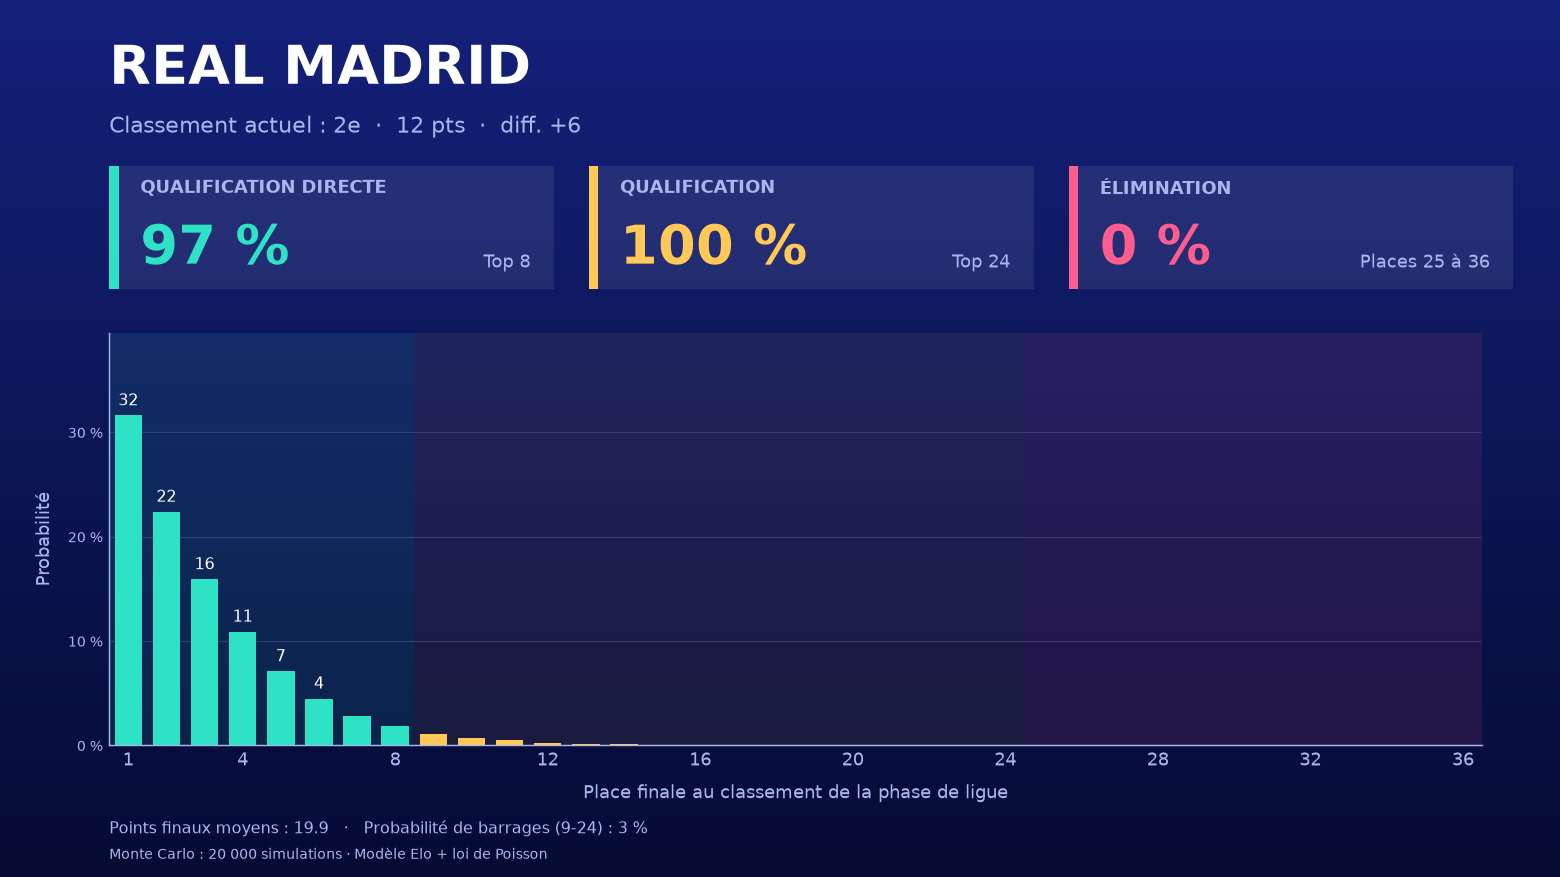 REAL MADRID
Classement actuel : 2e · 12 pts · diff. +6
QUALIFICATION DIRECTE
97 %
Top 8
QUALIFICATION
100 %
Top 24
ÉLIMINATION
0 %
Places 25 à 36
Probabilité
30 %
20 %
10 %
0 %
32
22
16
11
7
4
1 4 8 12 16 20 24 28 32 36
Place finale au classement de la phase de ligue
Points finaux moyens : 19.9 · Probabilité de barrages (9-24) : 3 %
Monte Carlo : 20 000 simulations · Modèle Elo + loi de Poisson